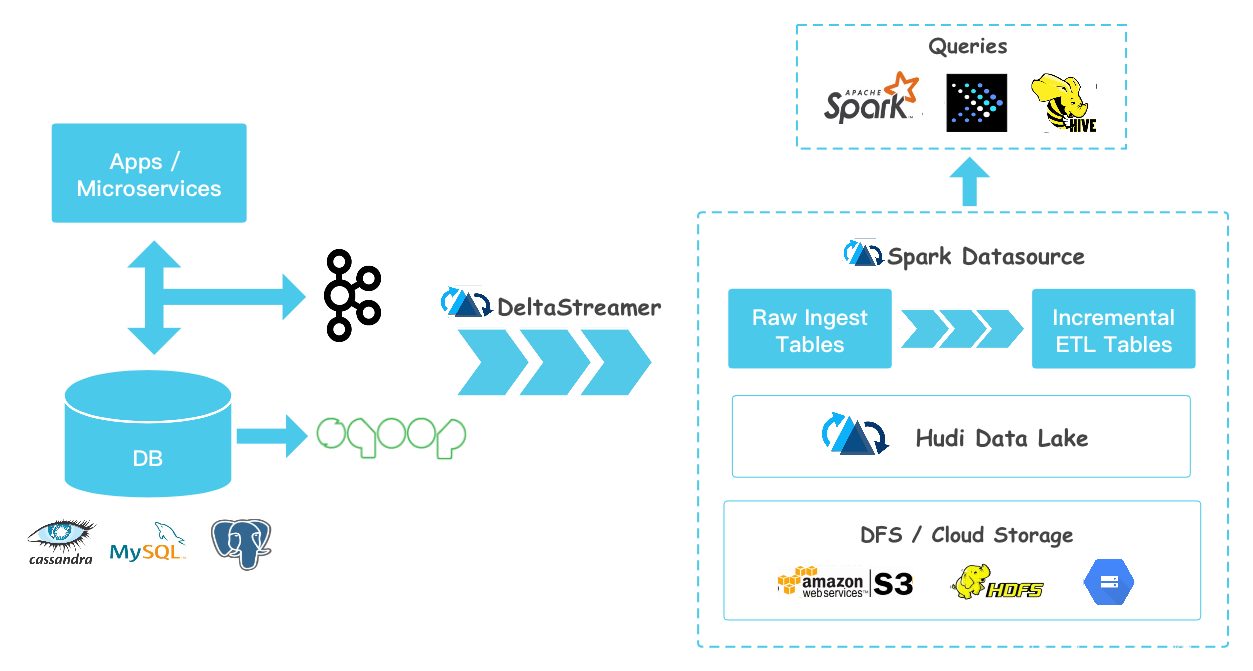 Queries
APACHE
Spark
HIVE
Apps /
Microservices
Spark Datasource
DeltaStreamer
Raw Ingest
Tables
Incremental
ETL Tables
sqoop
Hudi Data Lake
DB
cassandra
MySQL
DFS / Cloud Storage
amazon
web services
S3
HDFS